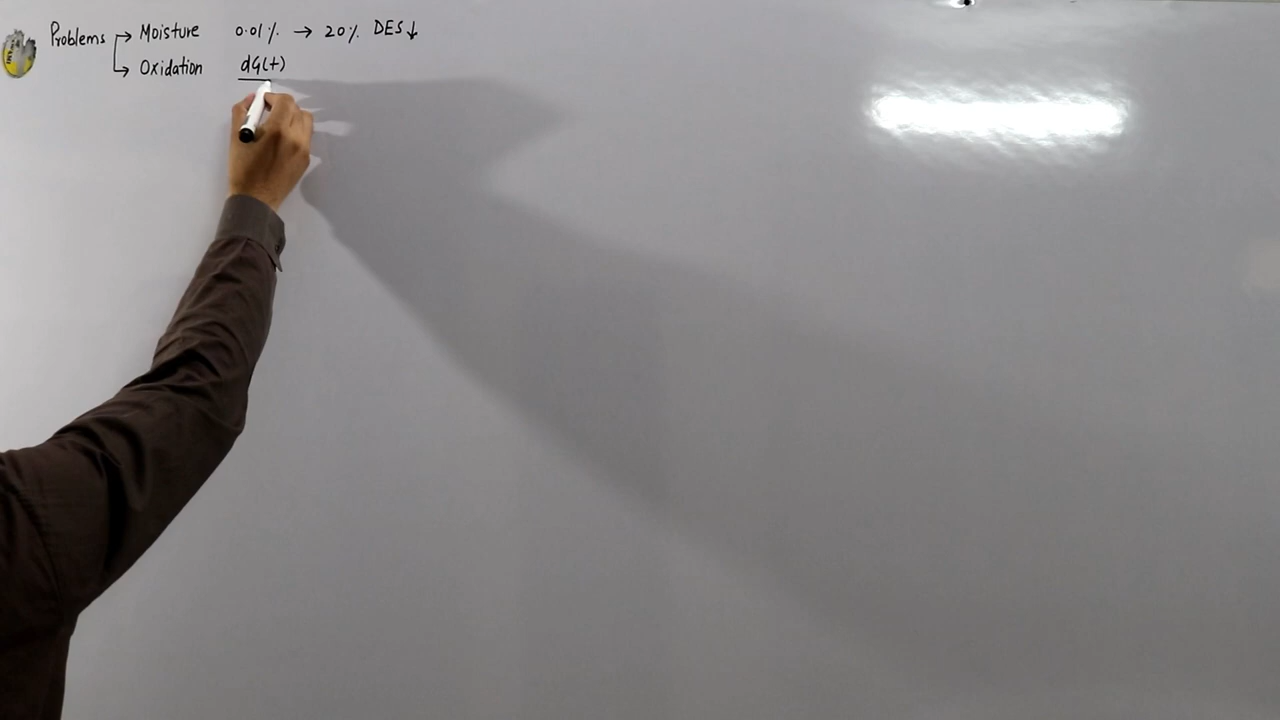 Problems → Moisture 0.01% → 20% DES↓
→ Oxidation dG(t)